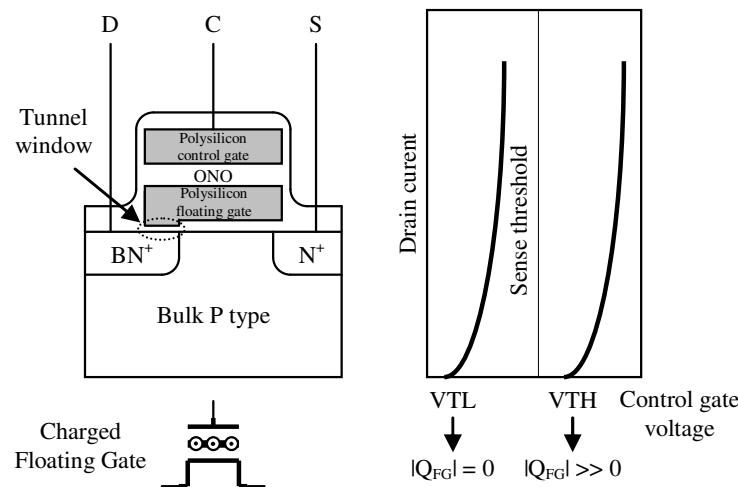 D
C
S
Tunnel
window
Polysilicon
control gate
ONO
Polysilicon
floating gate
BN+
N+
Bulk P type
Charged
Floating Gate
Drain curent
Sense threshold
VTL
VTH
Control gate
voltage
|QFG| = 0
|QFG| >> 0